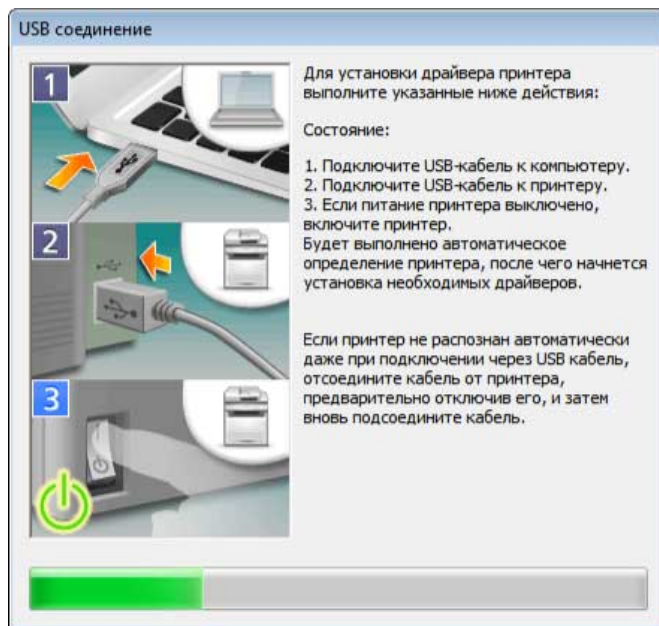 USB соединение
1
2
3
Для установки драйвера принтера
выполните указанные ниже действия:
Состояние:
1. Подключите USB-кабель к компьютеру.
2. Подключите USB-кабель к принтеру.
3. Если питание принтера выключено,
включите принтер.
Будет выполнено автоматическое
определение принтера, после чего начнется
установка необходимых драйверов.
Если принтер не распознан автоматически
даже при подключении через USB кабель,
отсоедините кабель от принтера,
предварительно отключив его, и затем
вновь подсоедините кабель.